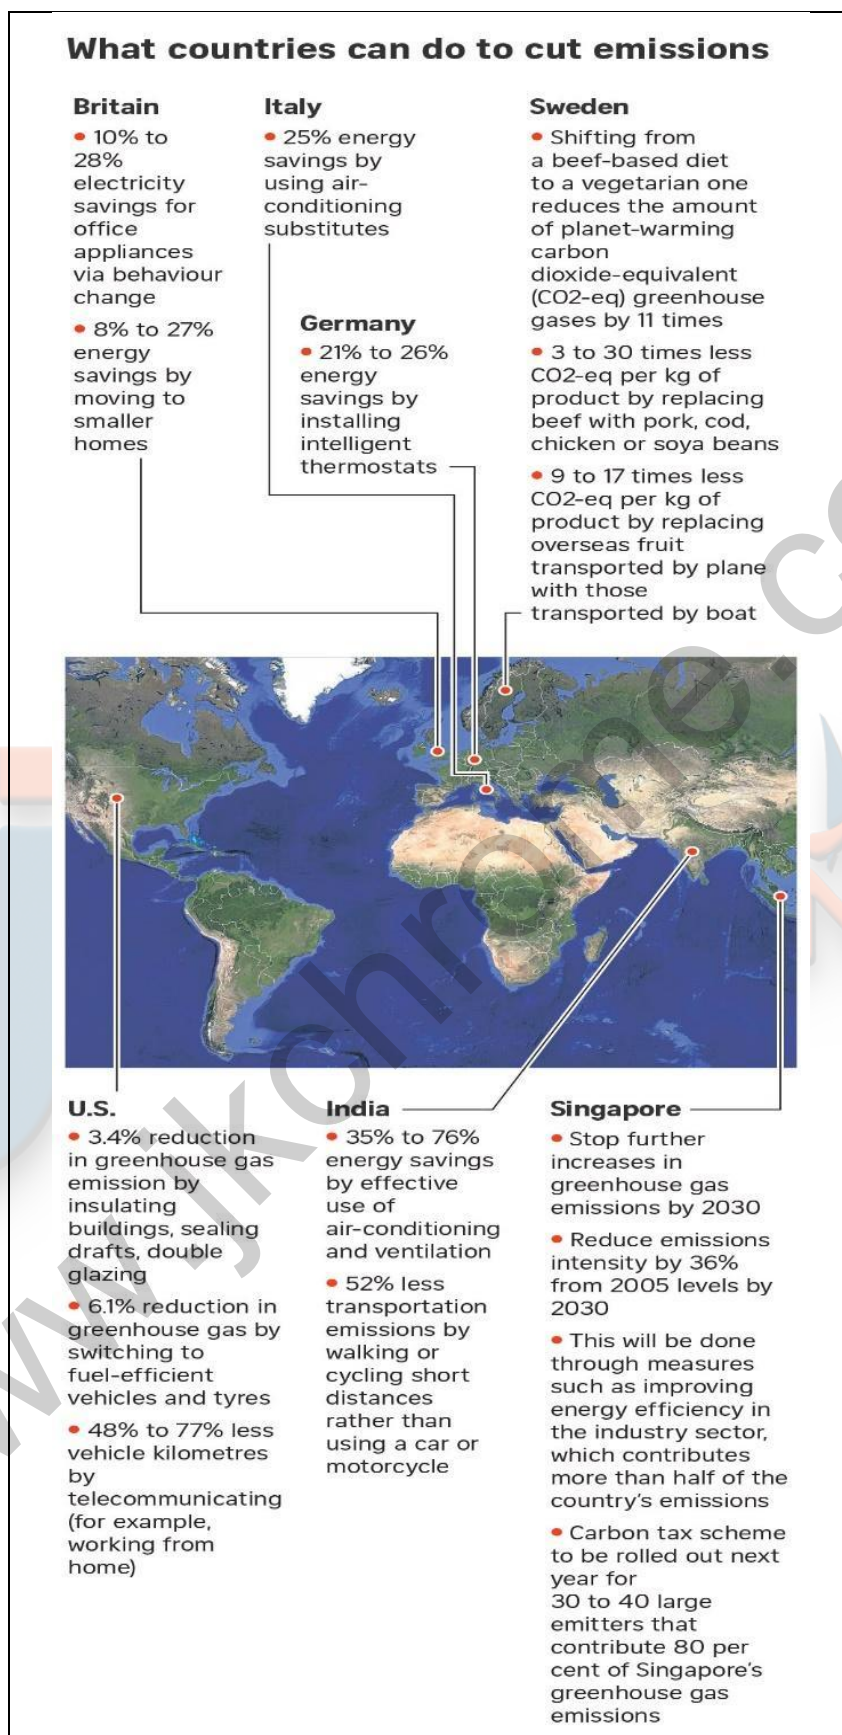 What countries can do to cut emissions
Britain
• 10% to
28%
electricity
savings for
office
appliances
via behaviour
change
• 8% to 27%
energy
savings by
moving to
smaller
homes
Italy
• 25% energy
savings by
using air-
conditioning
substitutes
Germany
• 21% to 26%
energy
savings by
installing
intelligent
thermostats
Sweden
• Shifting from
a beef-based diet
to a vegetarian one
reduces the amount
of planet-warming
carbon
dioxide-equivalent
(CO2-eq) greenhouse
gases by 11 times
• 3 to 30 times less
CO2-eq per kg of
product by replacing
beef with pork, cod,
chicken or soya beans
• 9 to 17 times less
CO2-eq per kg of
product by replacing
overseas fruit
transported by plane
with those
transported by boat
U.S.
• 3.4% reduction
in greenhouse gas
emission by
insulating
buildings, sealing
drafts, double
glazing
• 6.1% reduction in
greenhouse gas by
switching to
fuel-efficient
vehicles and tyres
• 48% to 77% less
vehicle kilometres
by
telecommunicating
(for example,
working from
home)
India
• 35% to 76%
energy savings
by effective
use of
air-conditioning
and ventilation
• 52% less
transportation
emissions by
walking or
cycling short
distances
rather than
using a car or
motorcycle
Singapore
• Stop further
increases in
greenhouse gas
emissions by 2030
• Reduce emissions
intensity by 36%
from 2005 levels by
2030
• This will be done
through measures
such as improving
energy efficiency in
the industry sector,
which contributes
more than half of the
country's emissions
• Carbon tax scheme
to be rolled out next
year for
30 to 40 large
emitters that
contribute 80 per
cent of Singapore's
greenhouse gas
emissions